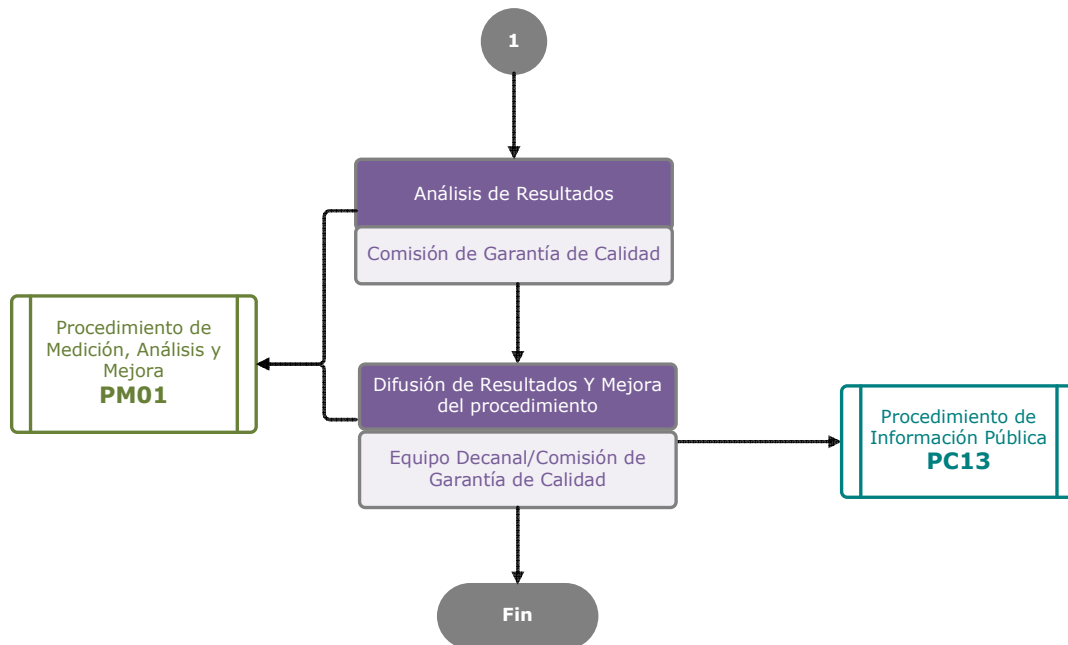 1
Análisis de Resultados
Comisión de Garantía de Calidad
Procedimiento de
Medición, Análisis y
Mejora
PM01
Difusión de Resultados Y Mejora
del procedimiento
Equipo Decanal/Comisión de
Garantía de Calidad
Procedimiento de
Información Pública
PC13
Fin